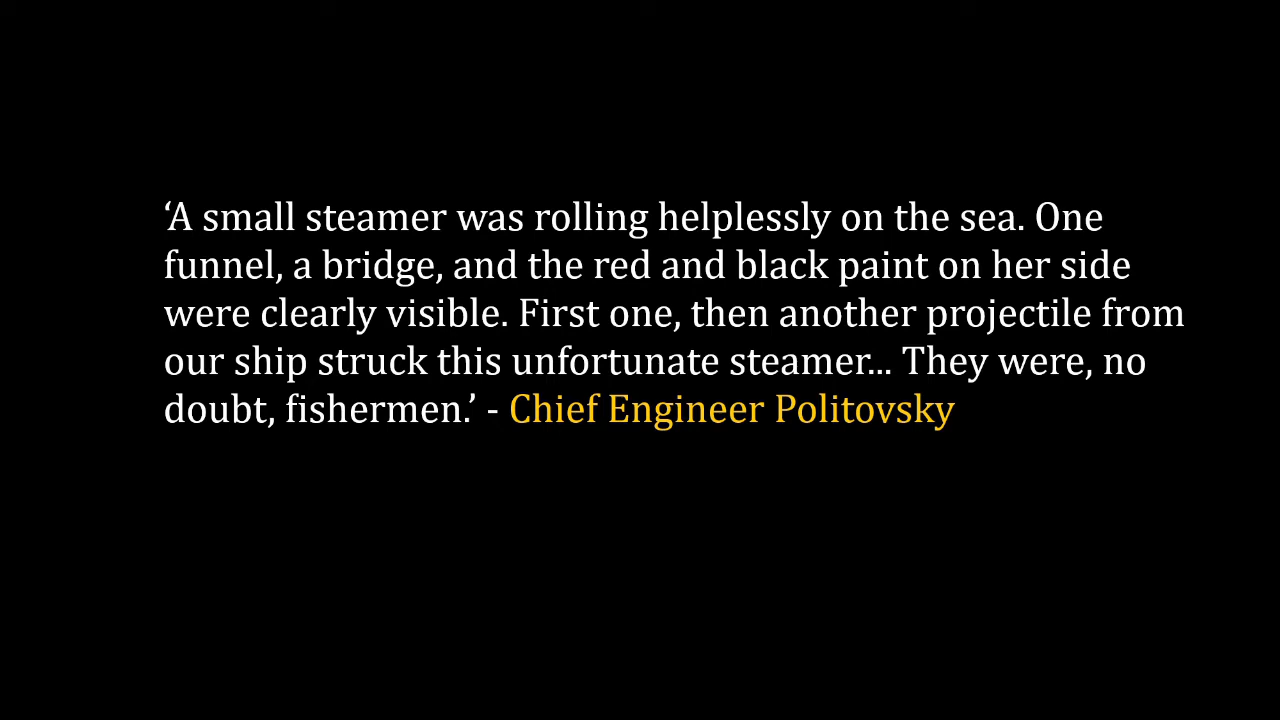 ‘A small steamer was rolling helplessly on the sea. One
funnel, a bridge, and the red and black paint on her side
were clearly visible. First one, then another projectile from
our ship struck this unfortunate steamer... They were, no
doubt, fishermen.’ - Chief Engineer Politovsky